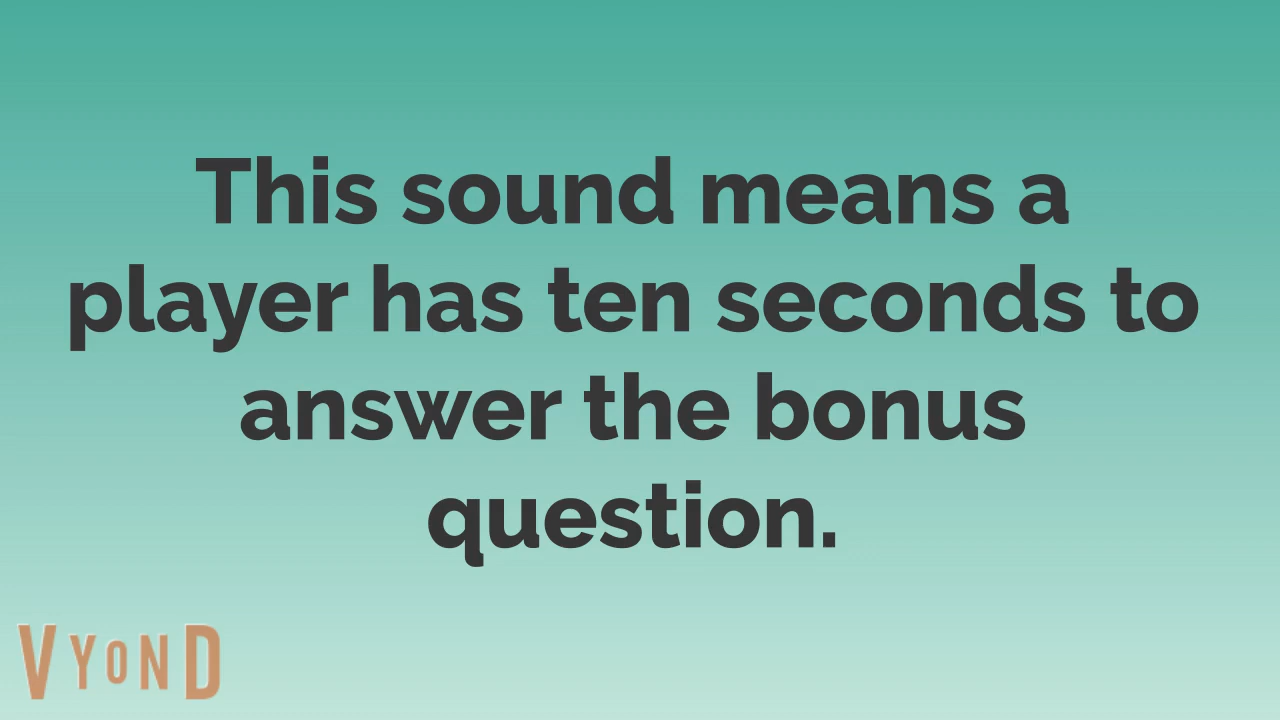 This sound means a
player has ten seconds to
answer the bonus
question.
VYOND